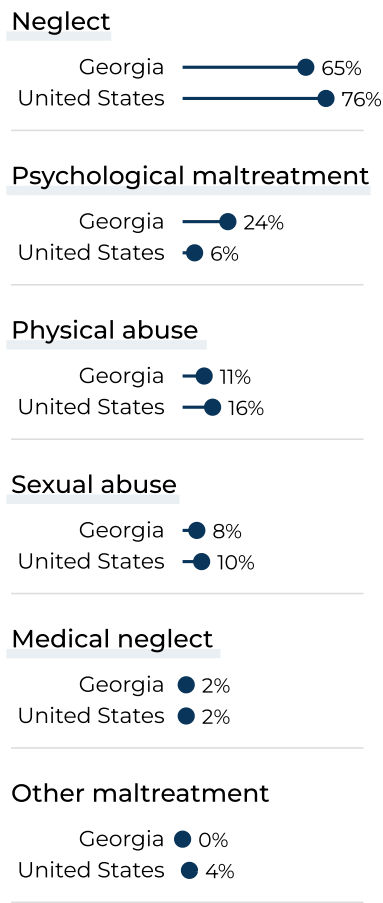 Neglect
Georgia 65%
United States 76%
Psychological maltreatment
Georgia 24%
United States 6%
Physical abuse
Georgia 11%
United States 16%
Sexual abuse
Georgia 8%
United States 10%
Medical neglect
Georgia 2%
United States 2%
Other maltreatment
Georgia 0%
United States 4%